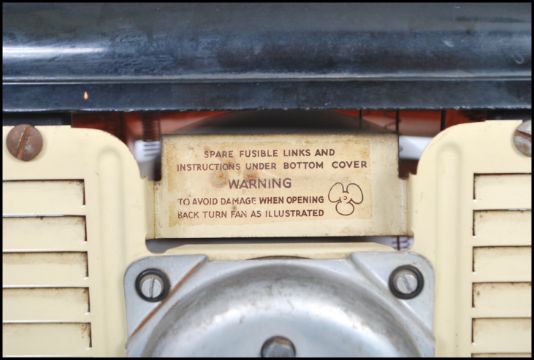 SPARE FUSIBLE LINKS AND
INSTRUCTIONS UNDER BOTTOM COVER
WARNING
TO AVOID DAMAGE WHEN OPENING
BACK TURN FAN AS ILLUSTRATED